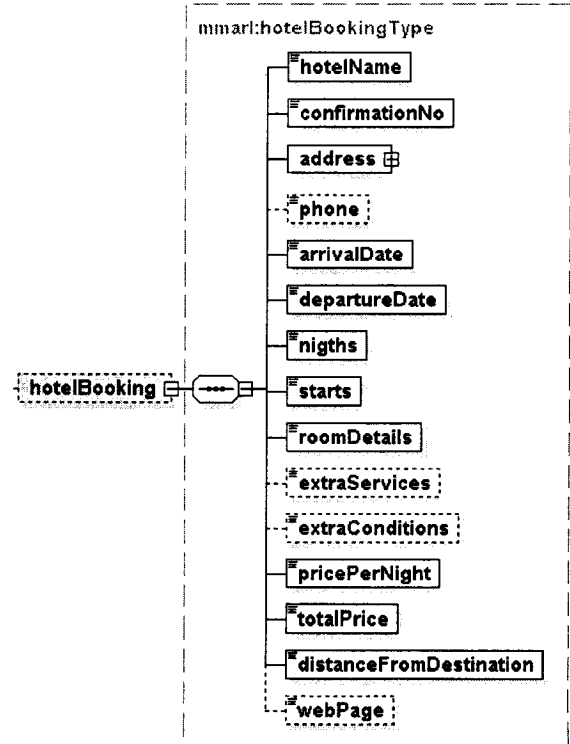 mmarl:hotelBookingType
hotelName
confirmationNo
address
phone
arrivalDate
departureDate
nigths
hotelBooking
starts
roomDetails
extraServices
extraConditions
pricePerNight
totalPrice
distanceFromDestination
webPage